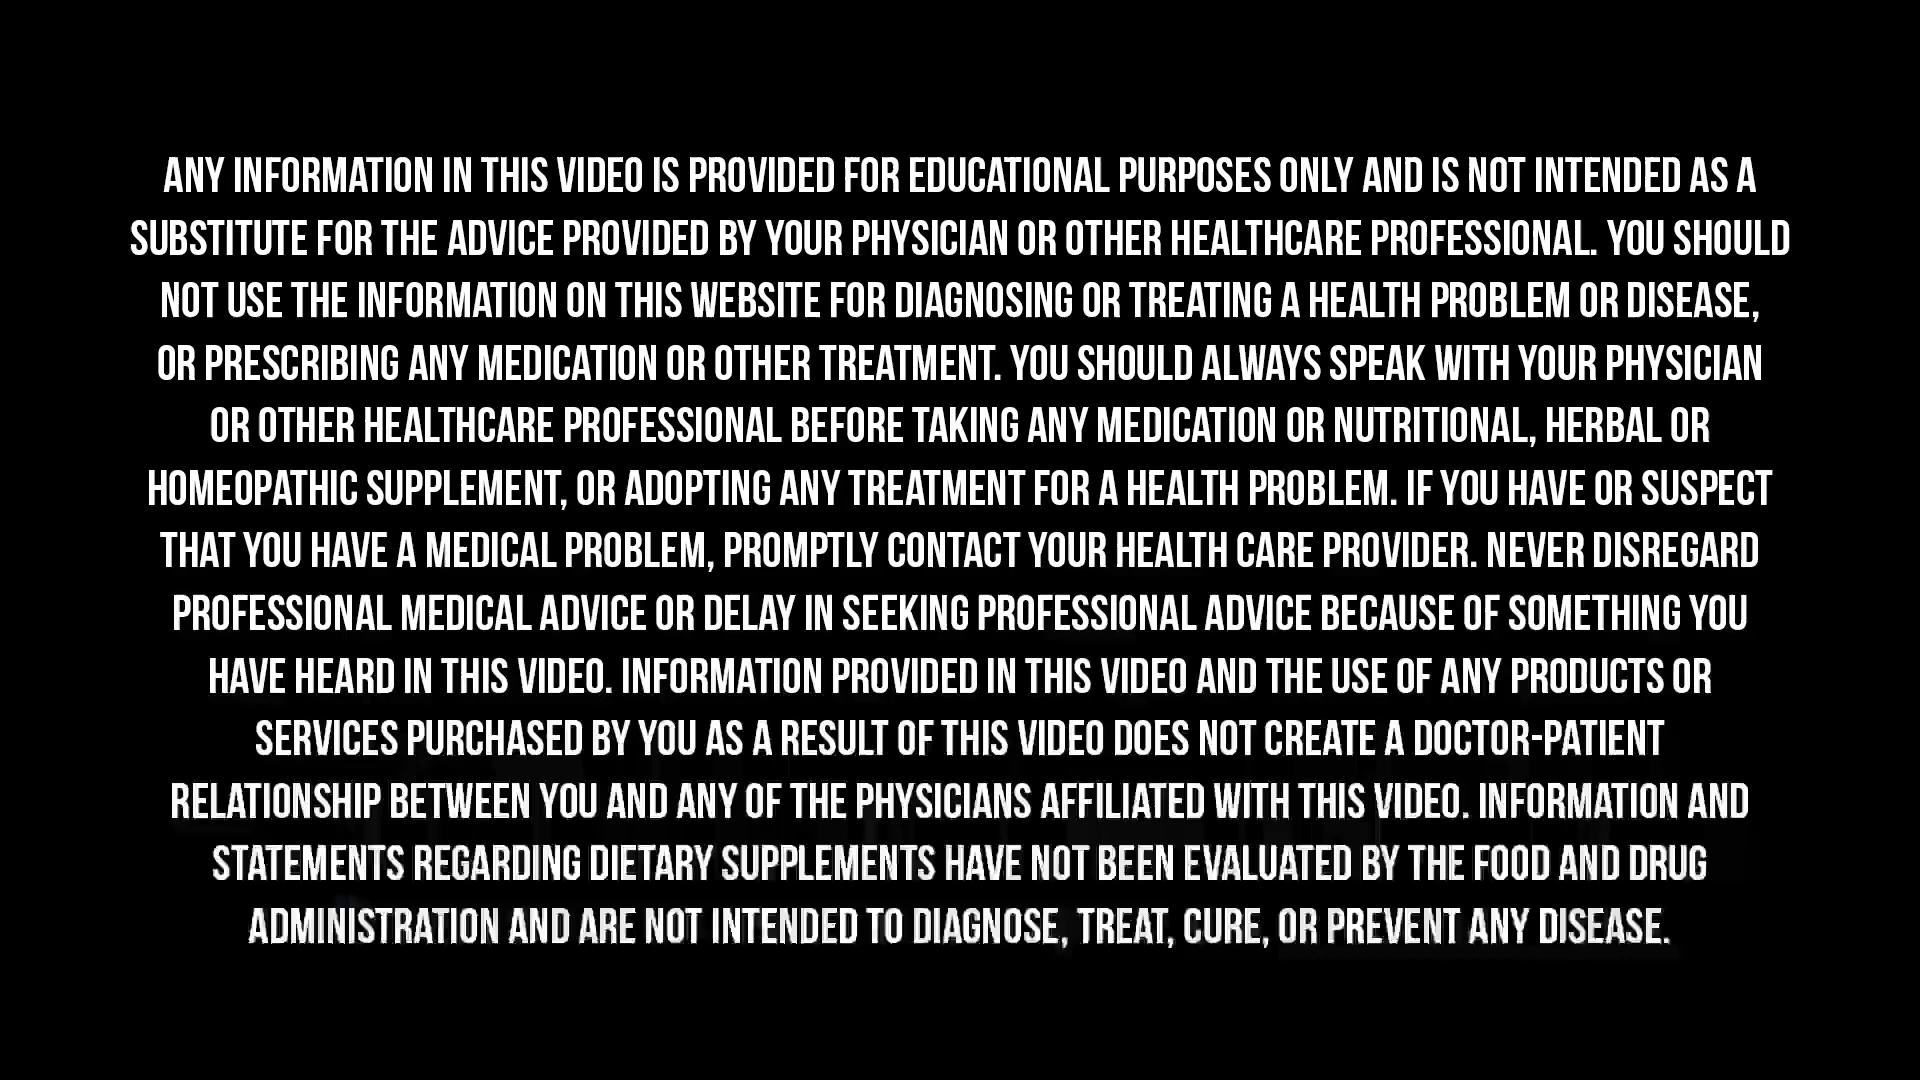 ANY INFORMATION IN THIS VIDEO IS PROVIDED FOR EDUCATIONAL PURPOSES ONLY AND IS NOT INTENDED AS A
SUBSTITUTE FOR THE ADVICE PROVIDED BY YOUR PHYSICIAN OR OTHER HEALTHCARE PROFESSIONAL. YOU SHOULD
NOT USE THE INFORMATION ON THIS WEBSITE FOR DIAGNOSING OR TREATING A HEALTH PROBLEM OR DISEASE,
OR PRESCRIBING ANY MEDICATION OR OTHER TREATMENT. YOU SHOULD ALWAYS SPEAK WITH YOUR PHYSICIAN
OR OTHER HEALTHCARE PROFESSIONAL BEFORE TAKING ANY MEDICATION OR NUTRITIONAL, HERBAL OR
HOMEOPATHIC SUPPLEMENT, OR ADOPTING ANY TREATMENT FOR A HEALTH PROBLEM. IF YOU HAVE OR SUSPECT
THAT YOU HAVE A MEDICAL PROBLEM, PROMPTLY CONTACT YOUR HEALTH CARE PROVIDER. NEVER DISREGARD
PROFESSIONAL MEDICAL ADVICE OR DELAY IN SEEKING PROFESSIONAL ADVICE BECAUSE OF SOMETHING YOU
HAVE HEARD IN THIS VIDEO. INFORMATION PROVIDED IN THIS VIDEO AND THE USE OF ANY PRODUCTS OR
SERVICES PURCHASED BY YOU AS A RESULT OF THIS VIDEO DOES NOT CREATE A DOCTOR-PATIENT
RELATIONSHIP BETWEEN YOU AND ANY OF THE PHYSICIANS AFFILIATED WITH THIS VIDEO. INFORMATION AND
STATEMENTS REGARDING DIETARY SUPPLEMENTS HAVE NOT BEEN EVALUATED BY THE FOOD AND DRUG
ADMINISTRATION AND ARE NOT INTENDED TO DIAGNOSE, TREAT, CURE, OR PREVENT ANY DISEASE.